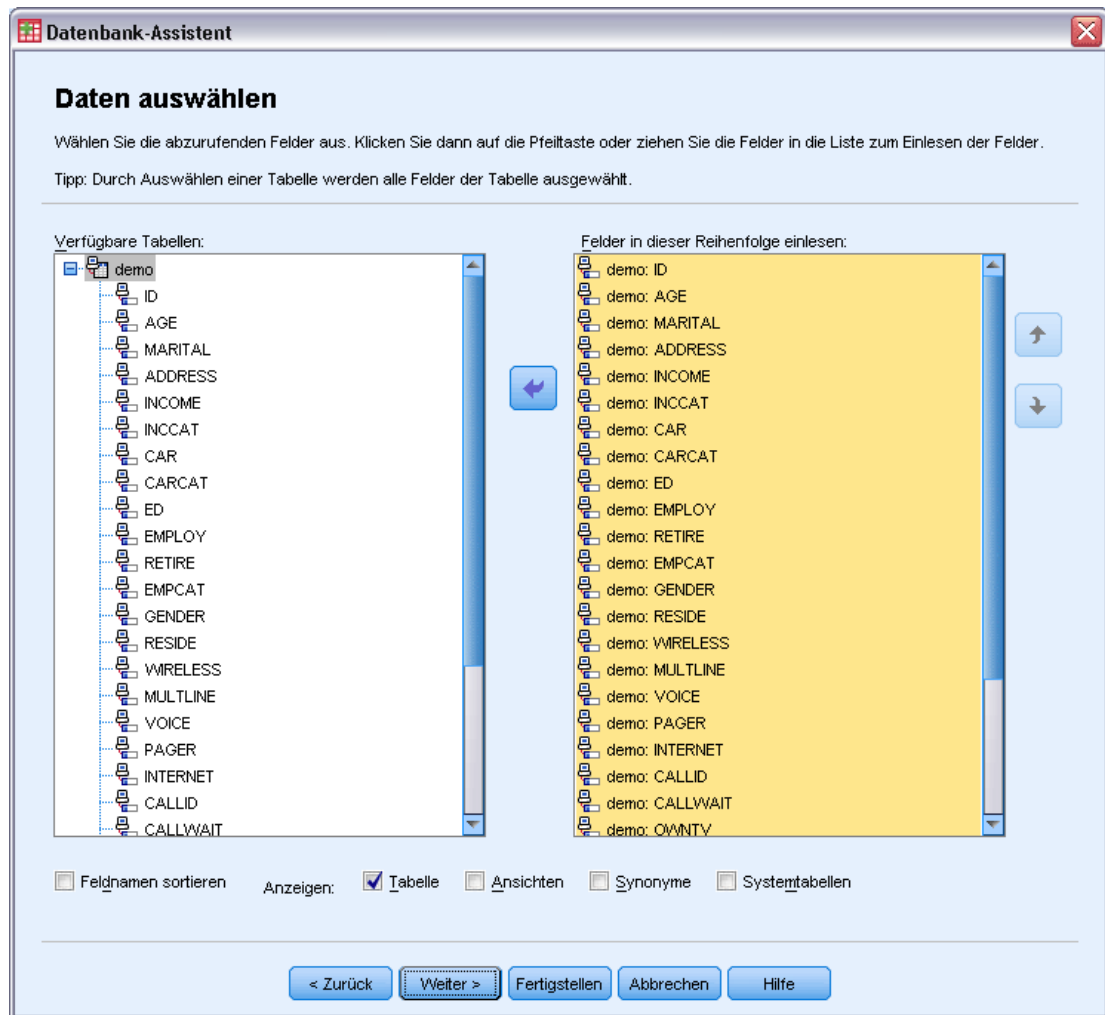 Datenbank-Assistent
Daten auswählen
Wählen Sie die abzurufenden Felder aus. Klicken Sie dann auf die Pfeiltaste oder ziehen Sie die Felder in die Liste zum Einlesen der Felder.
Tipp: Durch Auswählen einer Tabelle werden alle Felder der Tabelle ausgewählt.
Verfügbare Tabellen:
demo
ID
AGE
MARITAL
ADDRESS
INCOME
INCCAT
CAR
CARCAT
ED
EMPLOY
RETIRE
EMPCAT
GENDER
RESIDE
WIRELESS
MULTLINE
VOICE
PAGER
INTERNET
CALLID
CALLWAIT
Felder in dieser Reihenfolge einlesen:
demo: ID
demo: AGE
demo: MARITAL
demo: ADDRESS
demo: INCOME
demo: INCCAT
demo: CAR
demo: CARCAT
demo: ED
demo: EMPLOY
demo: RETIRE
demo: EMPCAT
demo: GENDER
demo: RESIDE
demo: WIRELESS
demo: MULTLINE
demo: VOICE
demo: PAGER
demo: INTERNET
demo: CALLID
demo: CALLWAIT
demo: OWNTV
Feldnamen sortieren Anzeigen: Tabelle Ansichten Synonyme Systemtabellen
< Zurück Weiter > Fertigstellen Abbrechen Hilfe